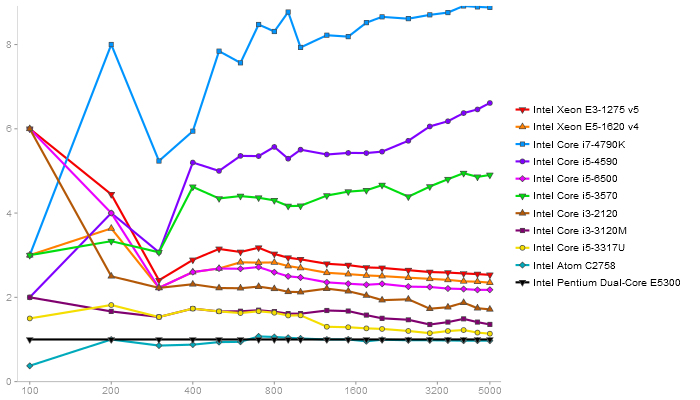 8
6
4
2
0
100
200
400
800
1600
3200
5000
Intel Xeon E3-1275 v5
Intel Xeon E5-1620 v4
Intel Core i7-4790K
Intel Core i5-4590
Intel Core i5-6500
Intel Core i5-3570
Intel Core i3-2120
Intel Core i3-3120M
Intel Core i5-3317U
Intel Atom C2758
Intel Pentium Dual-Core E5300